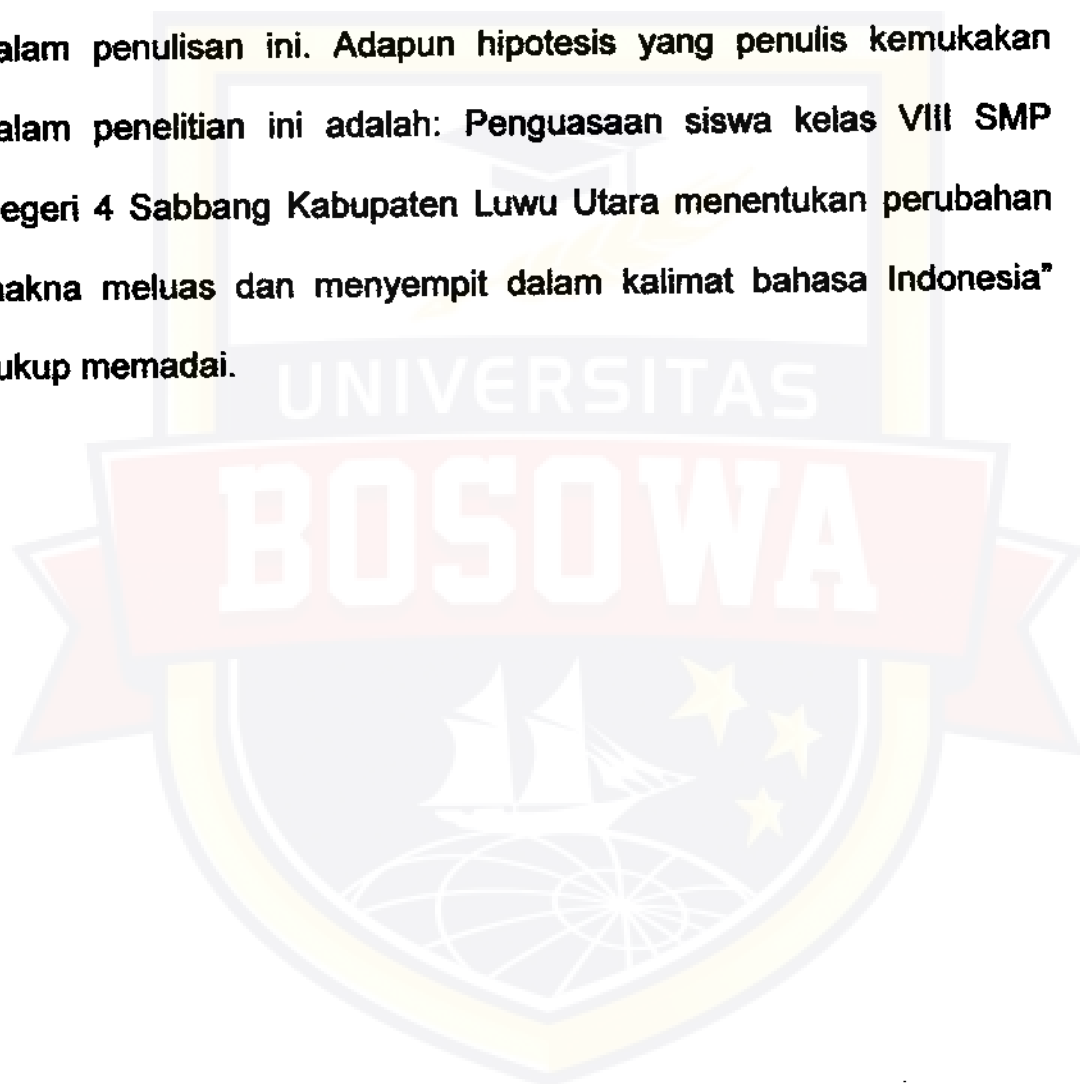 alam penulisan ini. Adapun hipotesis yang penulis kemukakan
alam penelitian ini adalah: Penguasaan siswa kelas VIII SMP
egeri 4 Sabbang Kabupaten Luwu Utara menentukan perubahan
makna meluas dan menyempit dalam kalimat bahasa Indonesia"
ukup memadai.
UNIVERSITAS
BOSOWA